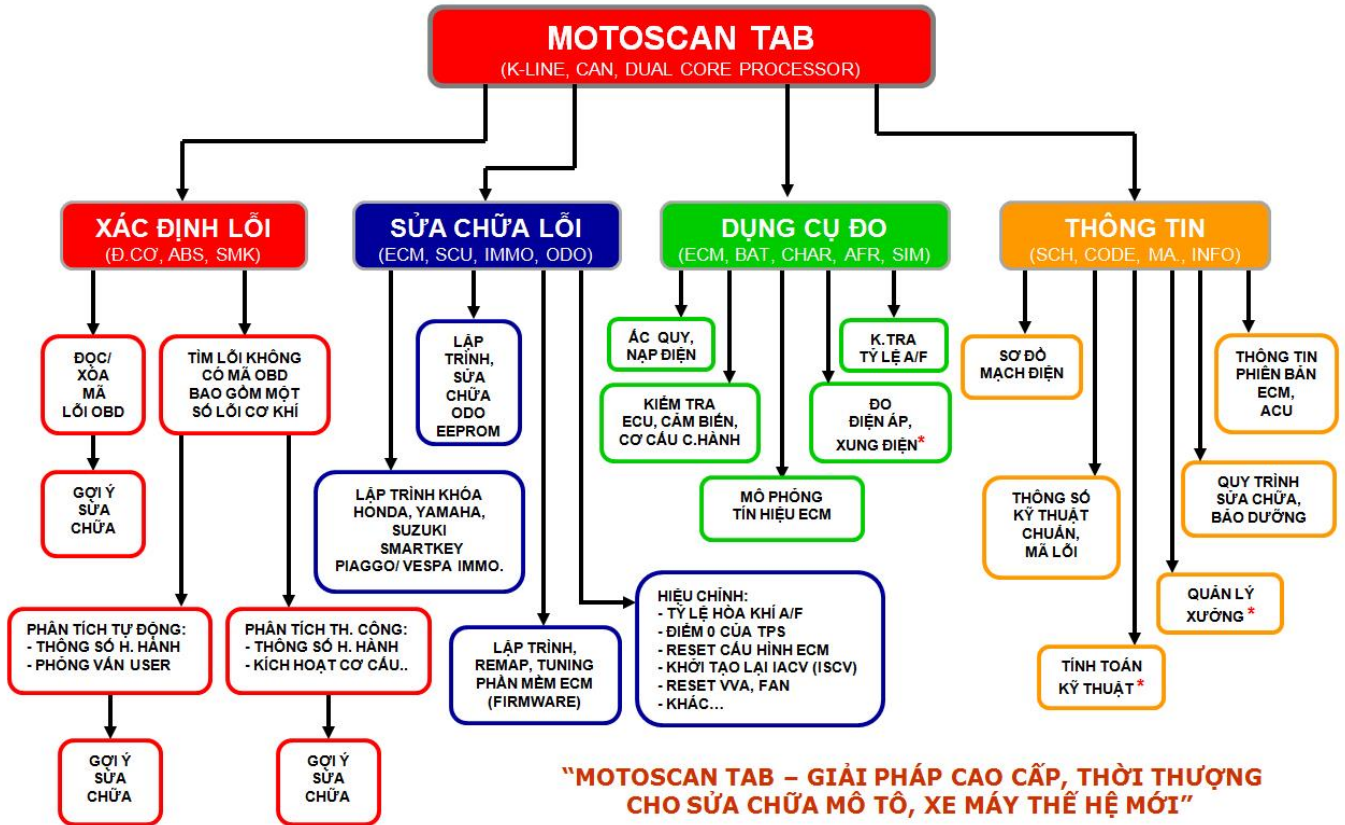 MOTOSCAN TAB
(K-LINE, CAN, DUAL CORE PROCESSOR)
XÁC ĐỊNH LỖI
(Đ.CƠ, ABS, SMK)
SỬA CHỮA LỖI
(ECM, SCU, IMMO, ODO)
DỤNG CỤ ĐO
(ECM, BAT, CHAR, AFR, SIM)
THÔNG TIN
(SCH, CODE, MA., INFO)
ĐỌC/
XÓA
MÃ
LỖI OBD
TÌM LỖI KHÔNG
CÓ MÃ OBD
BAO GỒM MỘT
SỐ LỖI CƠ KHÍ
GỢI Ý
SỬA
CHỮA
PHÂN TÍCH TỰ ĐỘNG:
- THÔNG SỐ H. HÀNH
- PHỎNG VẤN USER
PHÂN TÍCH TH. CÔNG:
- THÔNG SỐ H. HÀNH
- KÍCH HOẠT CƠ CẤU..
GỢI Ý
SỬA
CHỮA
GỢI Ý
SỬA
CHỮA
LẬP
TRÌNH,
SỬA
CHỮA
ODO
EEPROM
LẬP TRÌNH KHÓA
HONDA, YAMAHA,
SUZUKI
SMARTKEY
PIAGGO/ VESPA IMMO.
LẬP TRÌNH,
REMAP, TUNING
PHẦN MỀM ECM
(FIRMWARE)
HIỆU CHỈNH:
- TỶ LỆ HÒA KHÍ A/F
- ĐIỂM 0 CỦA TPS
- RESET CẤU HÌNH ECM
- KHỞI TẠO LẠI IACV (ISCV)
- RESET VVA, FAN
- KHÁC...
ẮC QUY,
NẠP ĐIỆN
K.TRA
TỶ LỆ A/F
KIỂM TRA
ECU, CẢM BIẾN,
CƠ CẤU C.HÀNH
ĐO
ĐIỆN ÁP,
XUNG ĐIỆN*
MÔ PHỎNG
TÍN HIỆU ECM
SƠ ĐỒ
MẠCH ĐIỆN
THÔNG TIN
PHIÊN BẢN
ECM,
ACU
THÔNG SỐ
KỸ THUẬT
CHUẨN,
MÃ LỖI
QUY TRÌNH
SỬA CHỮA,
BẢO DƯỠNG
QUẢN LÝ
XƯỞNG *
TÍNH TOÁN
KỸ THUẬT *
“MOTOSCAN TAB – GIẢI PHÁP CAO CẤP, THỜI THƯỢNG
CHO SỬA CHỮA MÔ TÔ, XE MÁY THẾ HỆ MỚI”